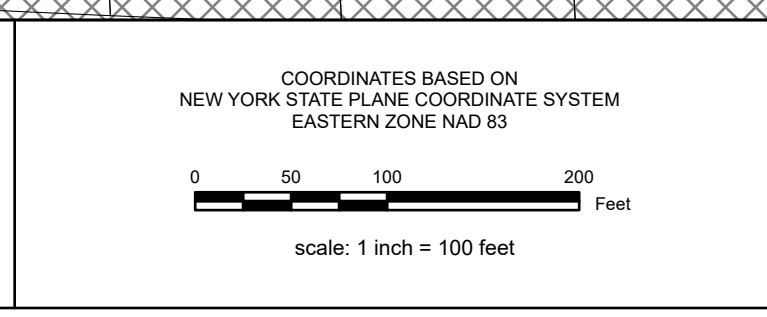 COORDINATES BASED ON
NEW YORK STATE PLANE COORDINATE SYSTEM
EASTERN ZONE NAD 83
0 50 100 200
Feet
scale: 1 inch = 100 feet